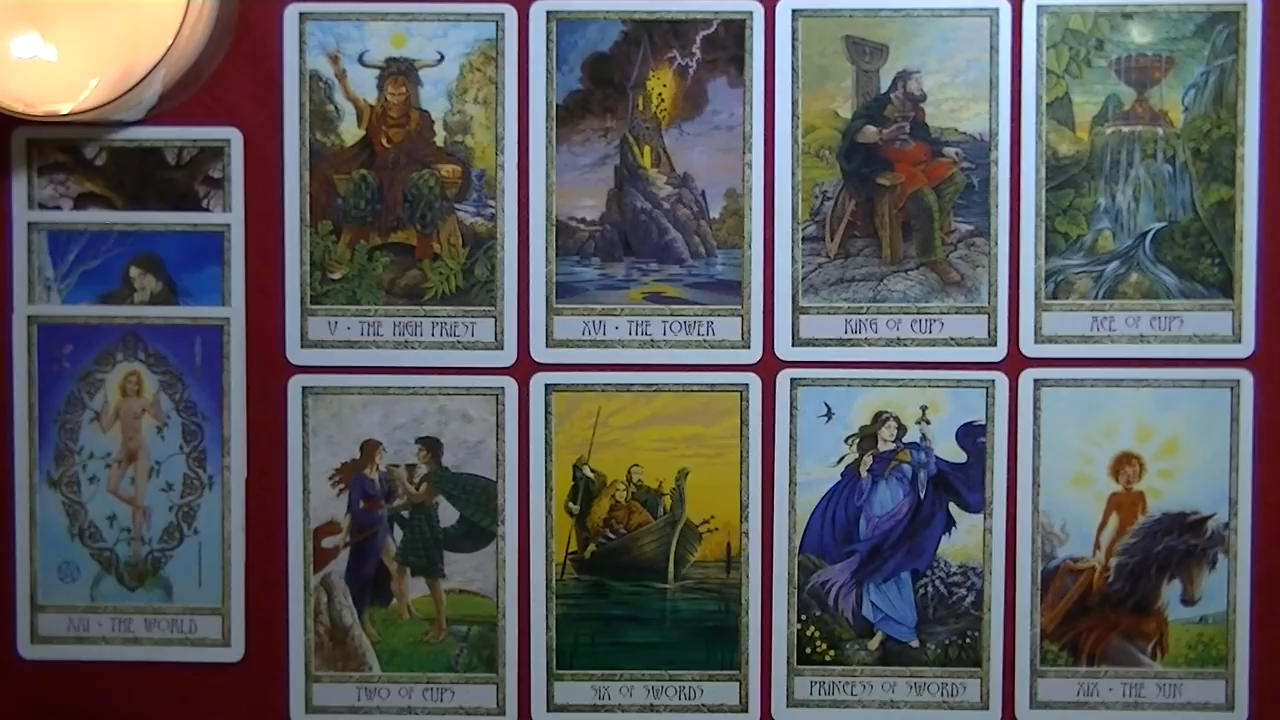 V • THE HIGH PRIEST
XVI • THE TOWER
KING OF CUPS
ACE OF CUPS
XXI • THE WORLD
TWO OF CUPS
SIX OF SWORDS
PRINCESS OF SWORDS
XIX • THE SUN